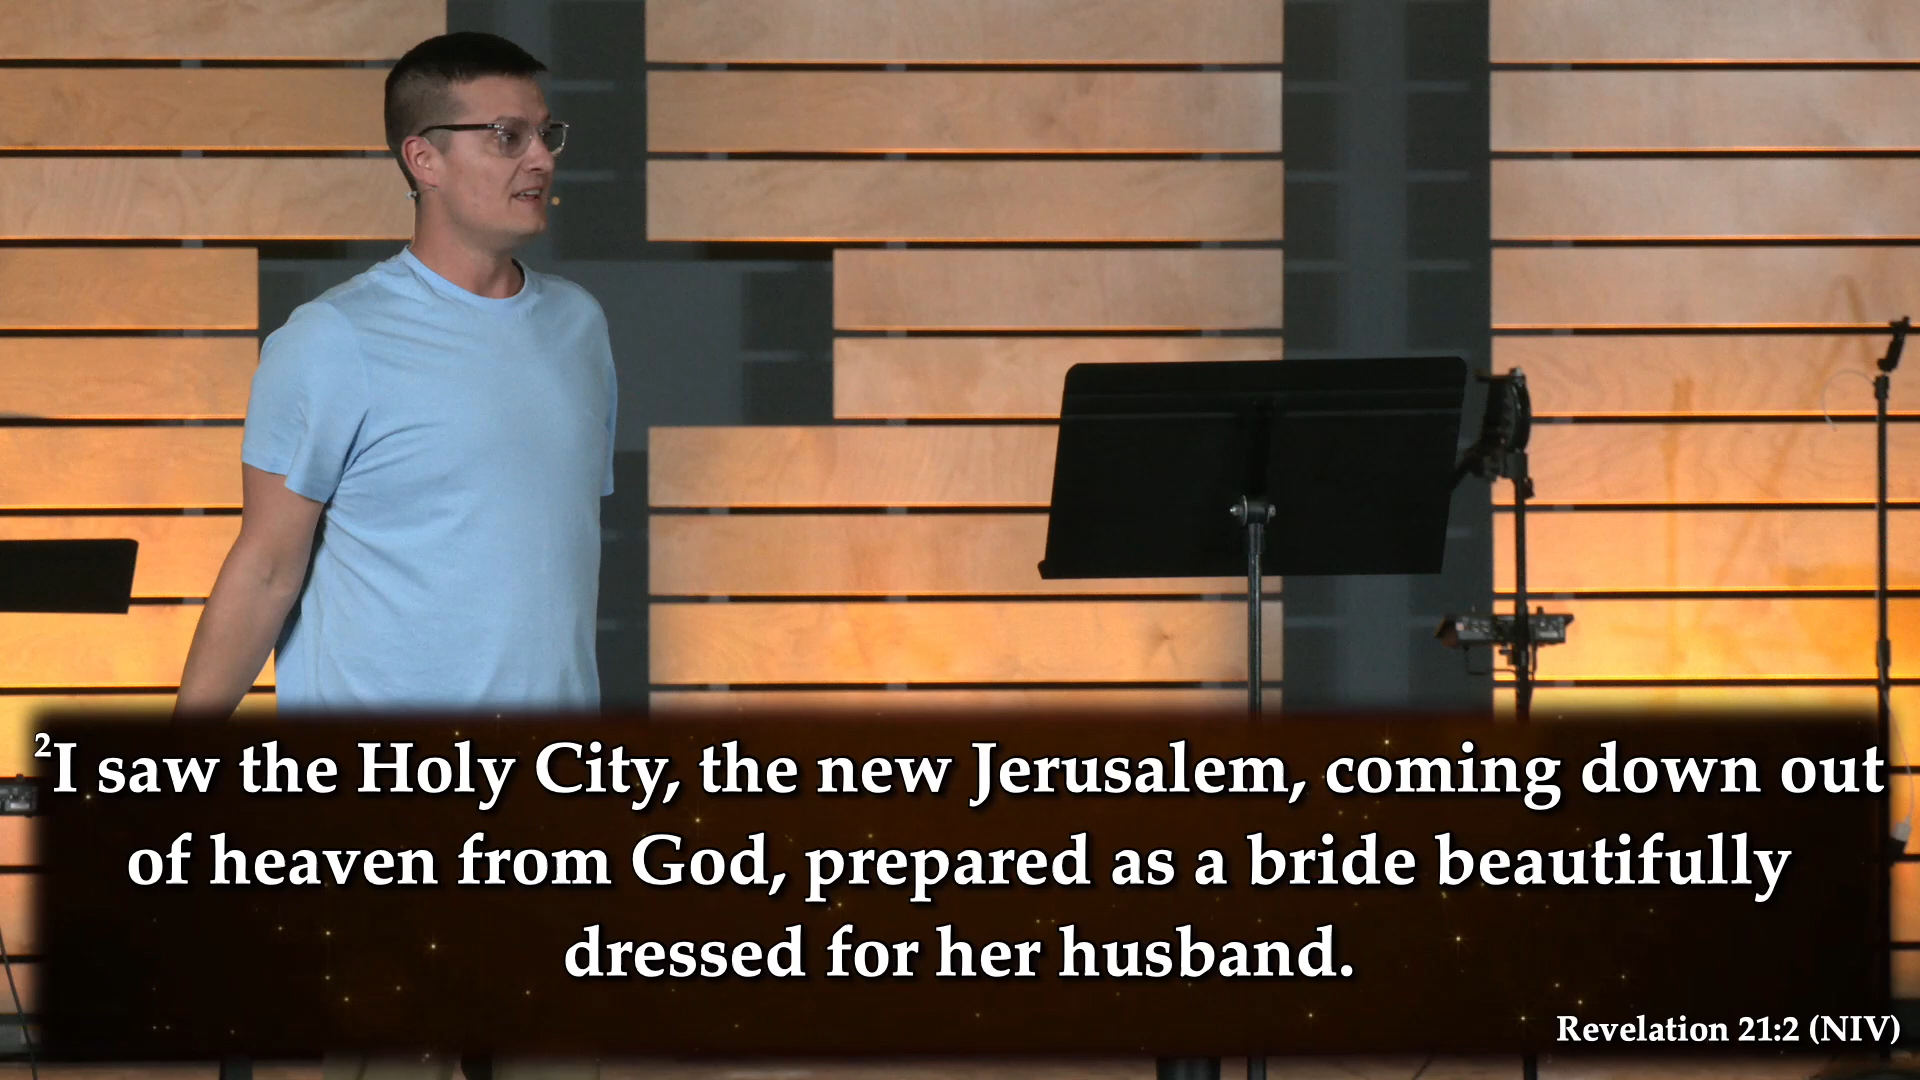 ²I saw the Holy City, the new Jerusalem, coming down out
of heaven from God, prepared as a bride beautifully
dressed for her husband.
Revelation 21:2 (NIV)